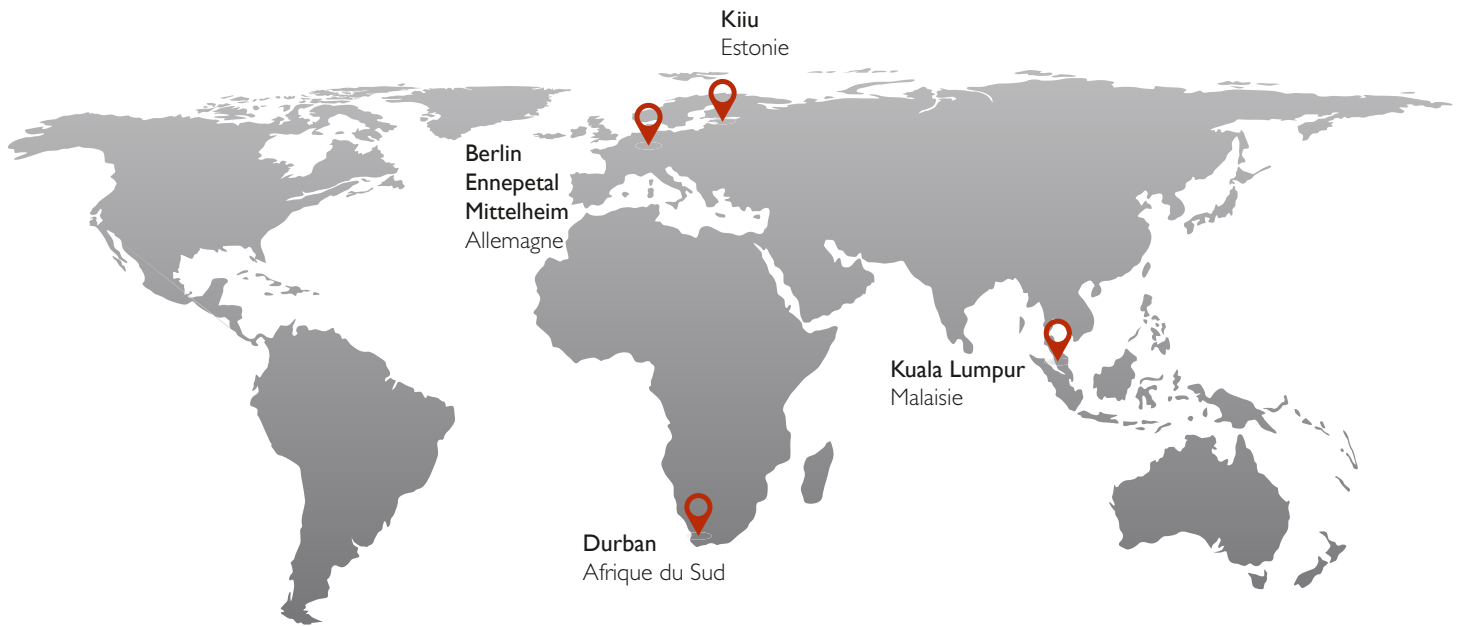 Kiiu
Estonie
Berlin
Ennepetal
Mittelheim
Allemagne
Kuala Lumpur
Malaisie
Durban
Afrique du Sud